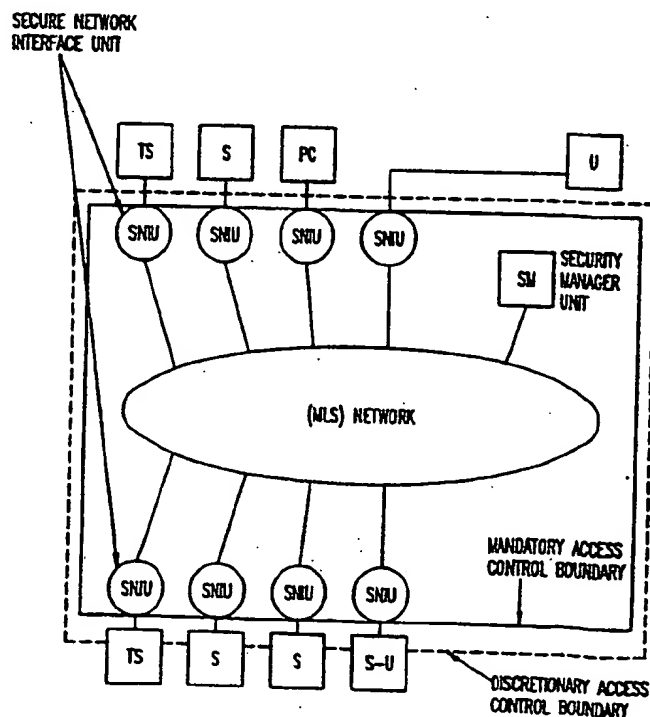 SECURE NETWORK
INTERFACE UNIT
TS
S
PC
U
SNIU
SNIU
SNIU
SNIU
SM
SECURITY
MANAGER
UNIT
(MLS) NETWORK
MANDATORY ACCESS
CONTROL BOUNDARY
SNIU
SNIU
SNIU
SNIU
TS
S
S
S-U
DISCRETIONARY ACCESS
CONTROL BOUNDARY